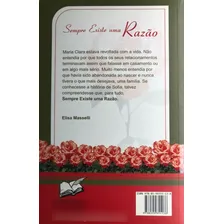 Sempre Existe uma
Razão
Maria Clara estava revoltada com a vida. Não
entendia por que todos os seus relacionamentos
terminavam assim que falasse em casamento ou
em algo mais sério. Muito menos entendia por
que havia sido abandonada ao nascer e nunca
tivera o que mais desejava, uma família. Se
conhecesse a história de Sofia, talvez
compreendesse que, para tudo,
Sempre Existe uma Razão.
Elisa Masselli